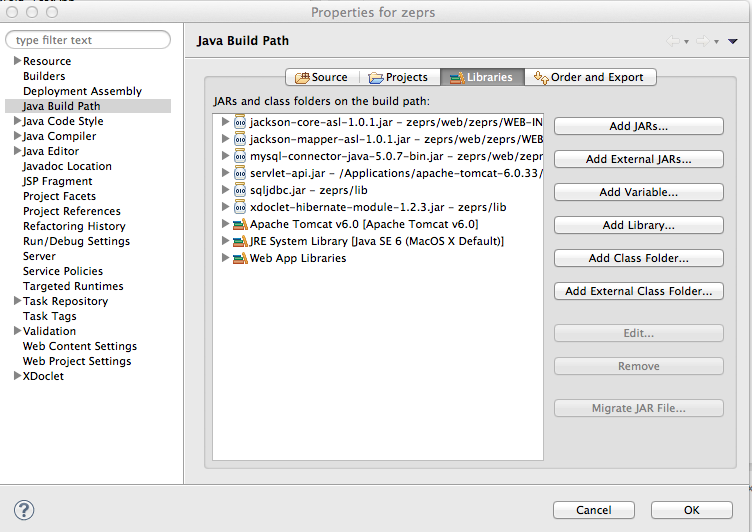 Properties for zeprs
type filter text
Resource
Builders
Deployment Assembly
Java Build Path
Java Code Style
Java Compiler
Java Editor
Javadoc Location
JSP Fragment
Project Facets
Project References
Refactoring History
Run/Debug Settings
Server
Service Policies
Targeted Runtimes
Task Repository
Task Tags
Validation
Web Content Settings
Web Project Settings
XDoclet
Java Build Path
Source Projects Libraries Order and Export
JARs and class folders on the build path:
jackson-core-asl-1.0.1.jar - zeprs/web/zeprs/WEB-IN
jackson-mapper-asl-1.0.1.jar - zeprs/web/zeprs/WEB
mysql-connector-java-5.0.7-bin.jar - zeprs/web/zepr
servlet-api.jar - /Applications/apache-tomcat-6.0.33/
sqljdbc.jar - zeprs/lib
xdoclet-hibernate-module-1.2.3.jar - zeprs/lib
Apache Tomcat v6.0 [Apache Tomcat v6.0]
JRE System Library [Java SE 6 (MacOS X Default)]
Web App Libraries
Add JARs...
Add External JARs...
Add Variable...
Add Library...
Add Class Folder...
Add External Class Folder...
Edit...
Remove
Migrate JAR File...
?
Cancel
OK